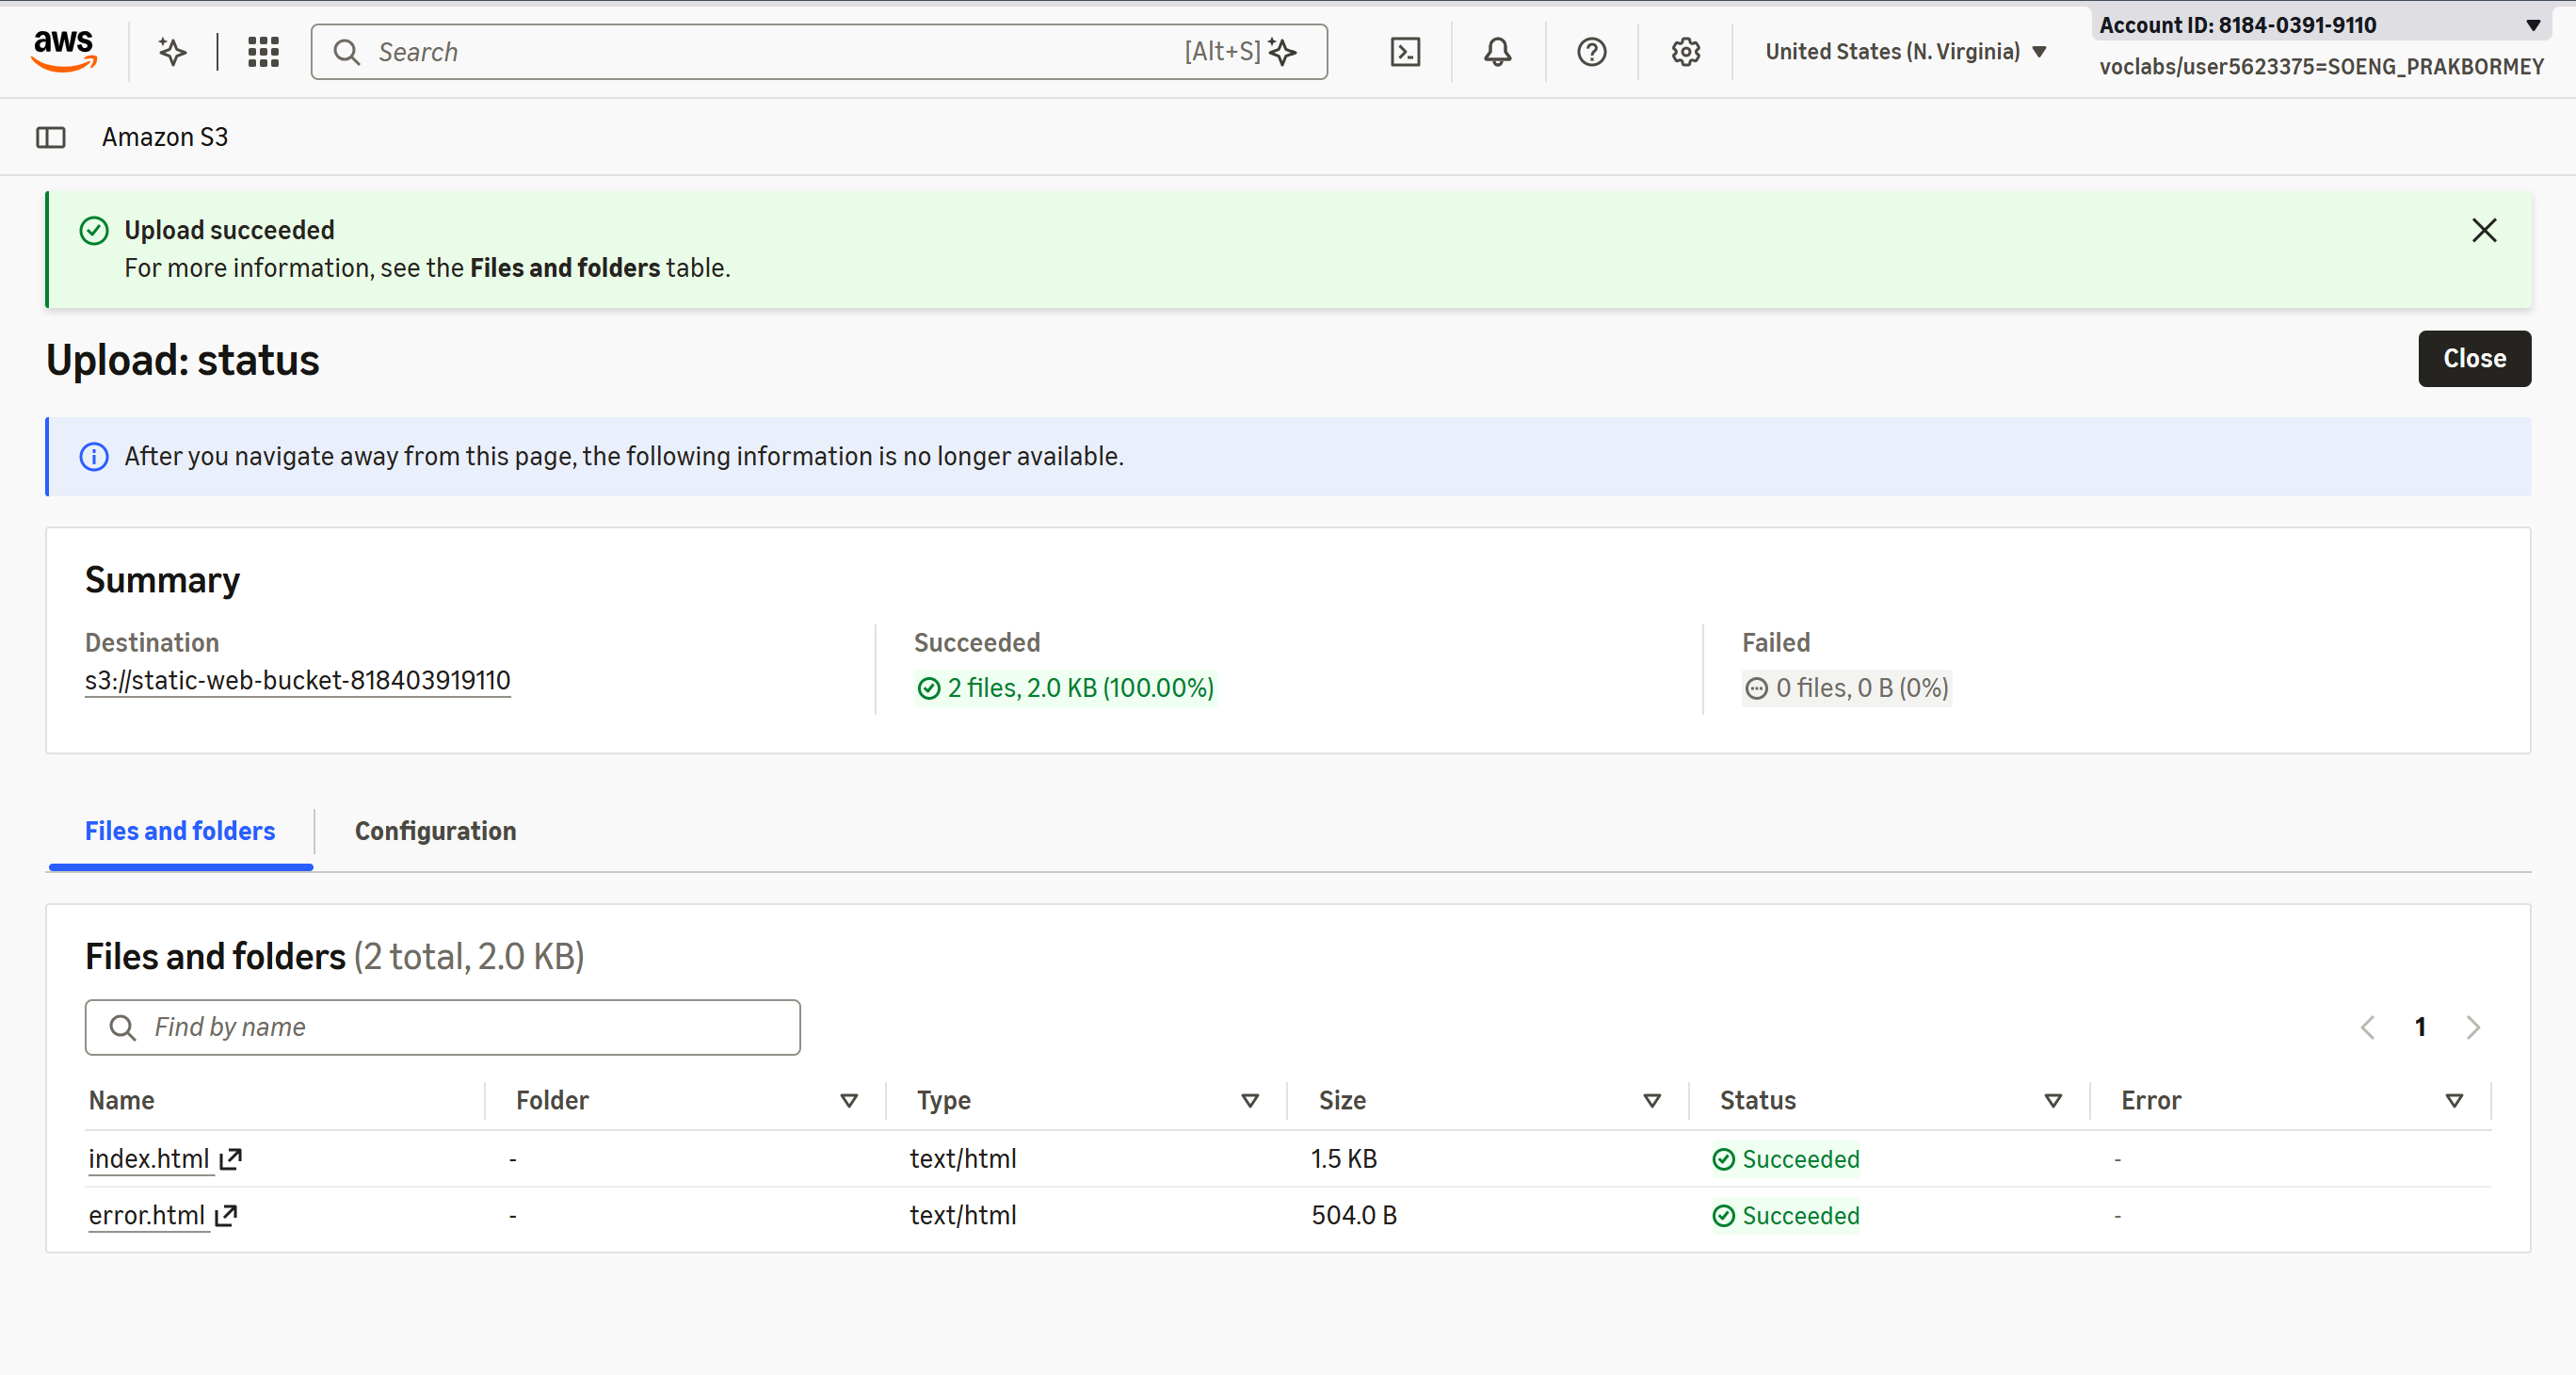 aws
Search [Alt+S]
United States (N. Virginia)
Account ID: 8184-0391-9110
voclabs/user5623375=SOENG_PRAKBORMEY
Amazon S3
Upload succeeded
For more information, see the Files and folders table.
Upload: status
Close
After you navigate away from this page, the following information is no longer available.
Summary
Destination Succeeded Failed
s3://static-web-bucket-818403919110 2 files, 2.0 KB (100.00%) 0 files, 0 B (0%)
Files and folders Configuration
Files and folders (2 total, 2.0 KB)
Find by name 1
Name Folder Type Size Status Error
index.html - text/html 1.5 KB Succeeded -
error.html - text/html 504.0 B Succeeded -